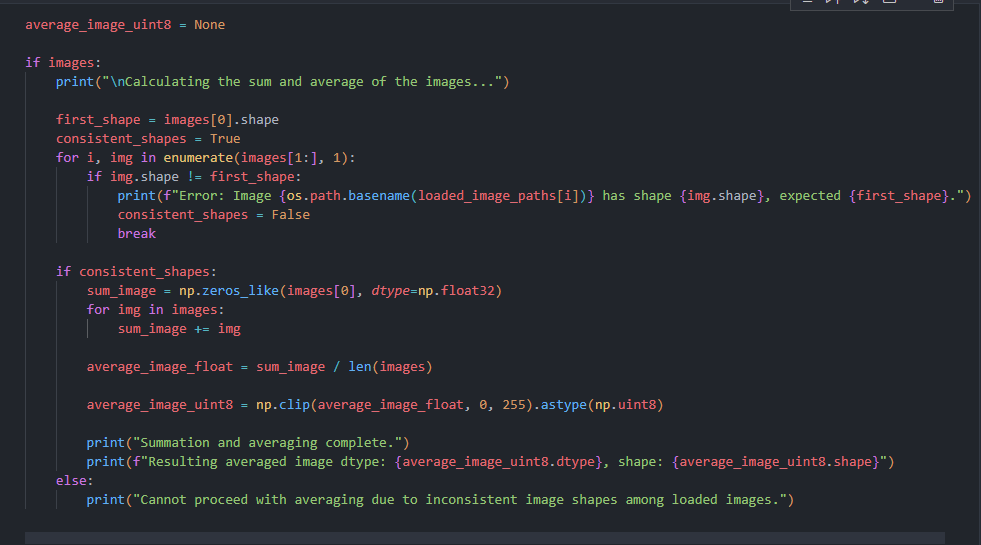 average_image_uint8 = None
if images:
print("\nCalculating the sum and average of the images...")
first_shape = images[0].shape
consistent_shapes = True
for i, img in enumerate(images[1:], 1):
if img.shape != first_shape:
print(f"Error: Image {os.path.basename(loaded_image_paths[i])} has shape {img.shape}, expected {first_shape}.")
consistent_shapes = False
break
if consistent_shapes:
sum_image = np.zeros_like(images[0], dtype=np.float32)
for img in images:
sum_image += img
average_image_float = sum_image / len(images)
average_image_uint8 = np.clip(average_image_float, 0, 255).astype(np.uint8)
print("Summation and averaging complete.")
print(f"Resulting averaged image dtype: {average_image_uint8.dtype}, shape: {average_image_uint8.shape}")
else:
print("Cannot proceed with averaging due to inconsistent image shapes among loaded images.")